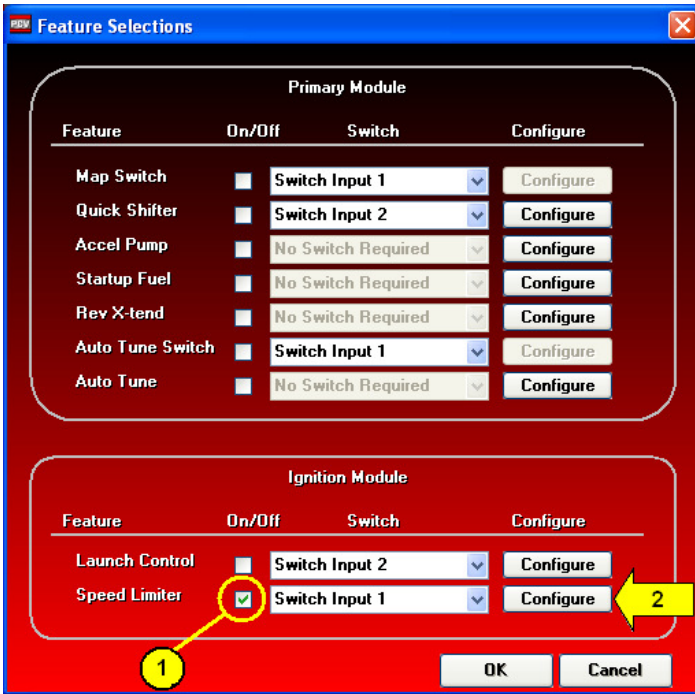 PCV Feature Selections
Primary Module
Feature On/Off Switch Configure
Map Switch Switch Input 1 Configure
Quick Shifter Switch Input 2 Configure
Accel Pump No Switch Required Configure
Startup Fuel No Switch Required Configure
Rev X-tend No Switch Required Configure
Auto Tune Switch Switch Input 1 Configure
Auto Tune No Switch Required Configure
Ignition Module
Feature On/Off Switch Configure
Launch Control Switch Input 2 Configure
Speed Limiter Switch Input 1 Configure 2
1
OK Cancel